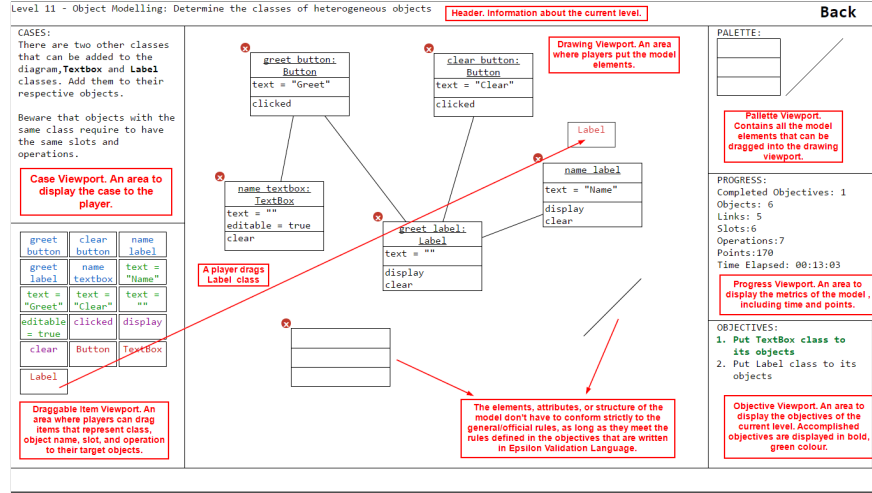 Level 11 - Object Modelling: Determine the classes of heterogeneous objects
Header. Information about the current level.
Back
CASES:
There are two other classes
that can be added to the
diagram,Textbox and Label
classes. Add them to their
respective objects.
Beware that objects with the
same class require to have
the same slots and
operations.
Case Viewport. An area to
display the case to the
player.
greet
button
clear
button
name
label
greet
label
name
textbox
text =
"Name"
text =
"Greet"
text =
"Clear"
text =
""
editable
= true
clicked
display
clear
Button
TextBox
Label
Draggable Item Viewport. An
area where players can drag
items that represent class,
object name, slot, and operation
to their target objects.
greet button:
Button
text = "Greet"
clicked
clear button:
Button
text = "Clear"
clicked
Drawing Viewport. An area
where players put the model
elements.
Label
name label
text = "Name"
display
clear
name textbox:
TextBox
text = ""
editable = true
clear
greet label:
Label
text = ""
display
clear
A player drags
Label class
The elements, attributes, or structure of the
model don't have to conform strictly to the
general/official rules, as long as they meet the
rules defined in the objectives that are written
in Epsilon Validation Language.
PALETTE:
Pallette Viewport.
Contains all the model
elements that can be
dragged into the drawing
viewport.
PROGRESS:
Completed Objectives: 1
Objects: 6
Links: 5
Slots:6
Operations:7
Points:170
Time Elapsed: 00:13:03
Progress Viewport. An area to
display the metrics of the model ,
including time and points.
OBJECTIVES:
1. Put TextBox class to
its objects
2. Put Label class to its
objects
Objective Viewport. An area to
display the objectives of the
current level. Accomplished
objectives are displayed in bold,
green colour.